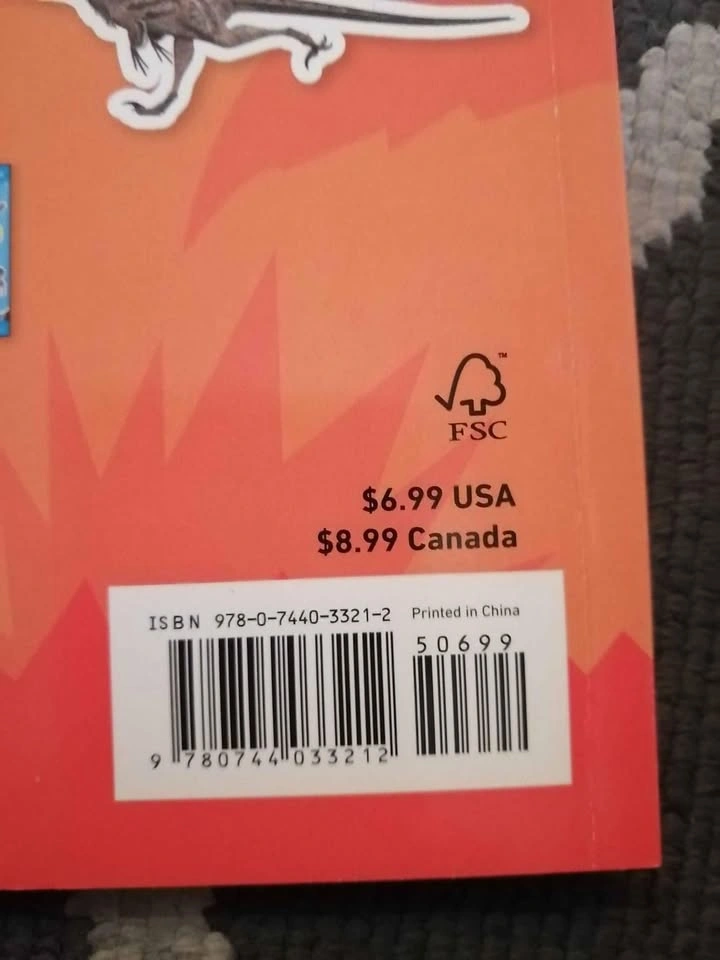 ™
FSC
$6.99 USA
$8.99 Canada
ISBN 978-0-7440-3321-2 Printed in China
50699
9 780744 033212